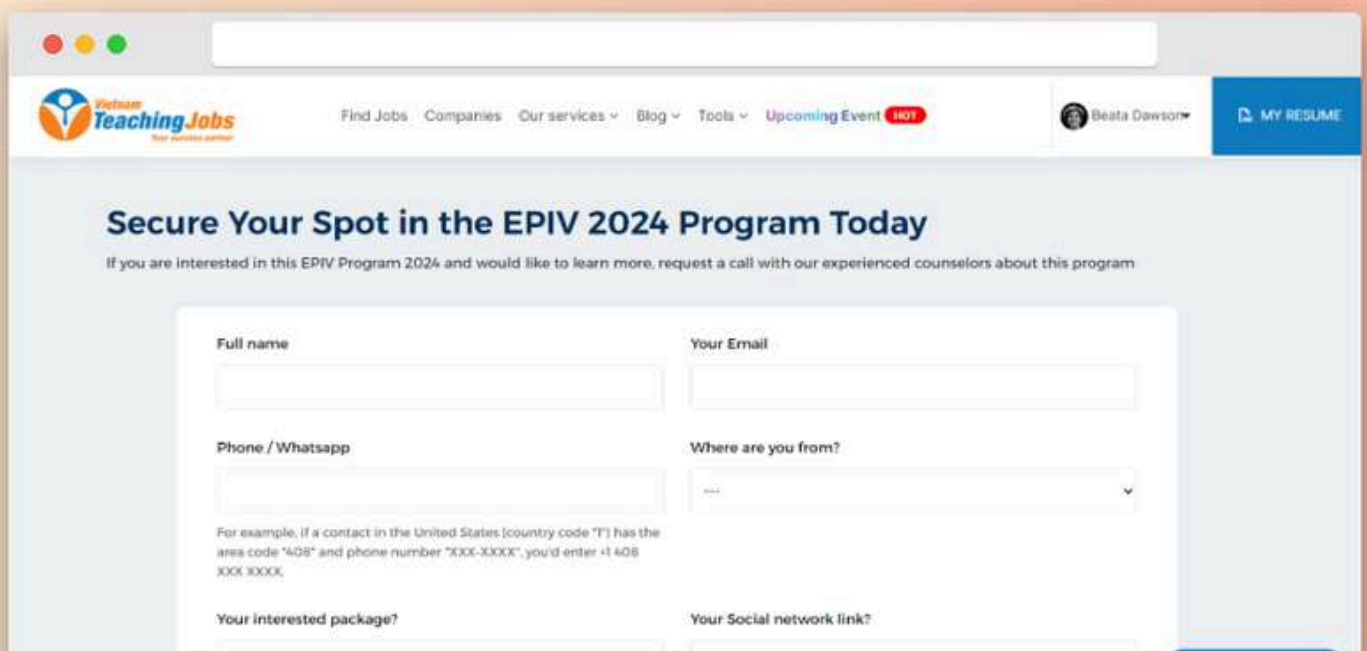 Vietnam
TeachingJobs
Your success partner
Find Jobs Companies Our services Blog Tools Upcoming Event HOT
Beata Dawson
MY RESUME
Secure Your Spot in the EPIV 2024 Program Today
If you are interested in this EPIV Program 2024 and would like to learn more, request a call with our experienced counselors about this program
Full name
Your Email
Phone / Whatsapp
Where are you from?
---
For example, if a contact in the United States (country code "1") has the
area code "408" and phone number "XXX-XXXX", you'd enter +1 408
XXX XXXX.
Your interested package?
Your Social network link?